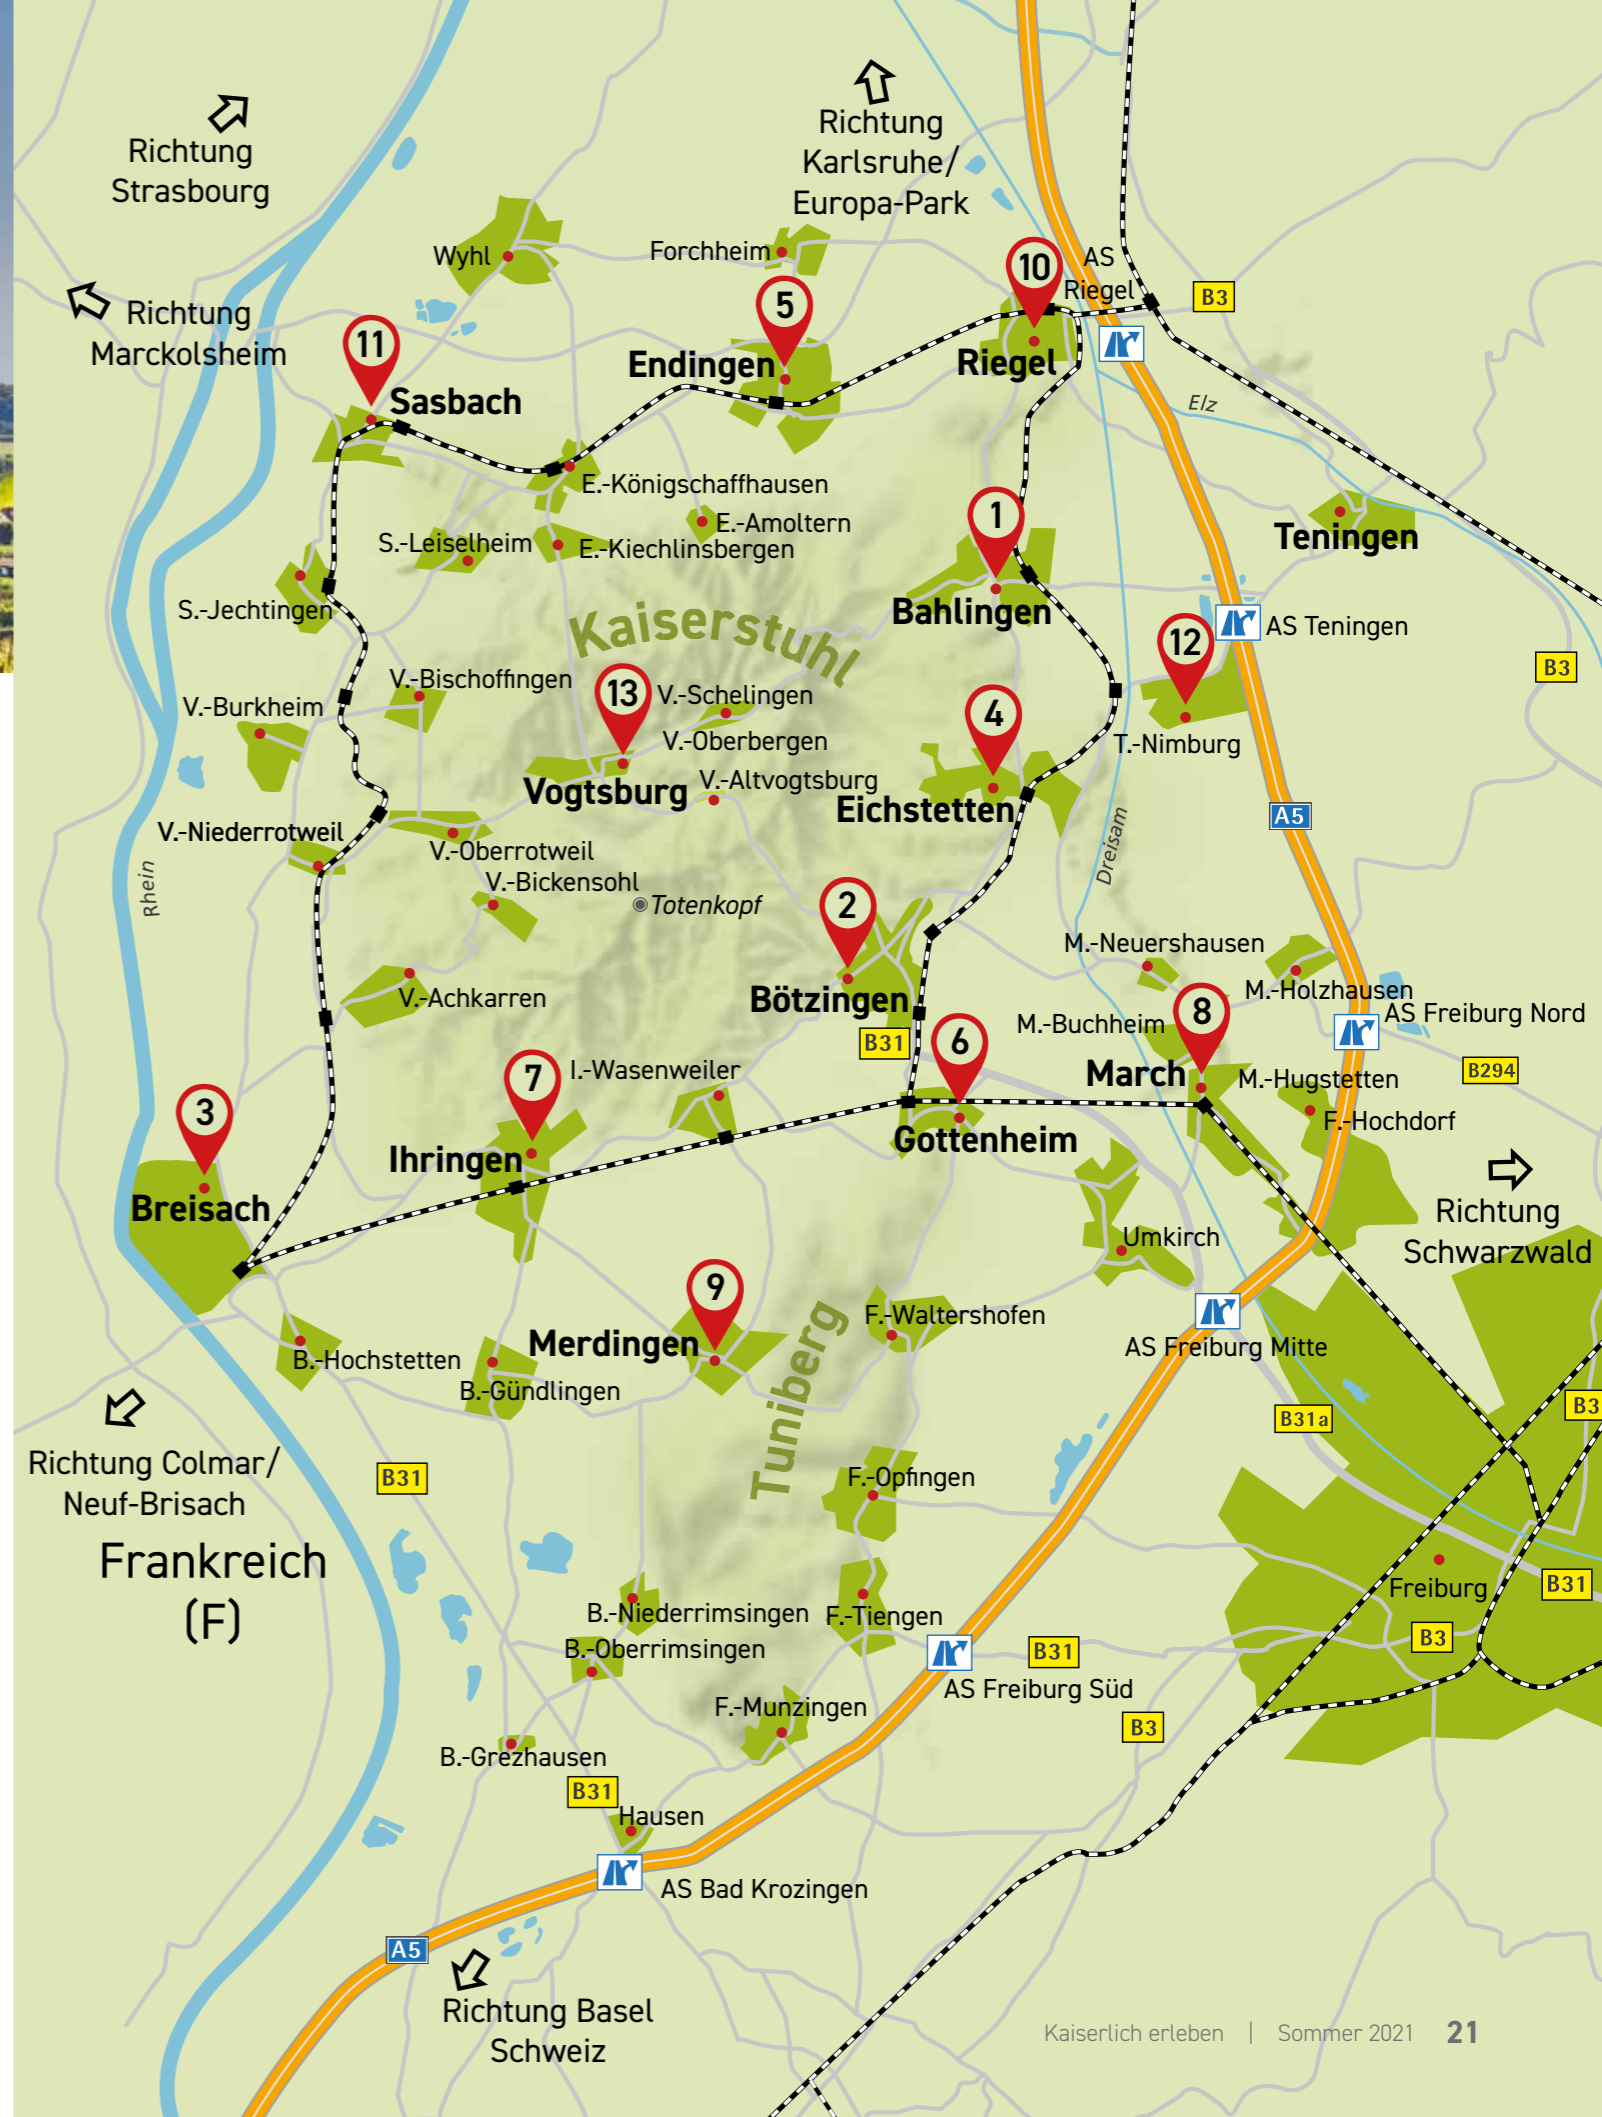 Richtung
Strasbourg
Richtung
Karlsruhe/
Europa-Park
Wyhl
Forchheim
10
AS
Riegel
B3
5
Richtung
Marckolsheim
11
Endingen
Riegel
Sasbach
Elz
E.-Königschaffhausen
1
E.-Amoltern
Teningen
S.-Leiselheim
E.-Kiechlinsbergen
S.-Jechtingen
Bahlingen
Kaiserstuhl
12
AS Teningen
B3
V.-Bischoffingen
13
V.-Schelingen
4
V.-Burkheim
V.-Oberbergen
T.-Nimburg
Vogtsburg
V.-Altvogtsburg
Eichstetten
A5
V.-Niederrotweil
V.-Oberrotweil
Dreisam
Rhein
V.-Bickensohl
Totenkopf
2
M.-Neuershausen
V.-Achkarren
Bötzingen
M.-Holzhausen
8
AS Freiburg Nord
M.-Buchheim
B31
6
I.-Wasenweiler
7
March
M.-Hugstetten
B294
3
F.-Hochdorf
Ihringen
Gottenheim
Breisach
Richtung
Schwarzwald
Umkirch
9
F.-Waltershofen
Merdingen
AS Freiburg Mitte
B.-Hochstetten
B.-Gündlingen
Tuniberg
B3
B31a
Richtung Colmar/
Neuf-Brisach
B31
F.-Opfingen
Frankreich
(F)
Freiburg
B31
B.-Niederrimsingen
F.-Tiengen
B3
B.-Oberrimsingen
B31
AS Freiburg Süd
F.-Munzingen
B3
B.-Grezhausen
B31
Hausen
AS Bad Krozingen
A5
Richtung Basel
Schweiz
Kaiserlich erleben | Sommer 2021 21